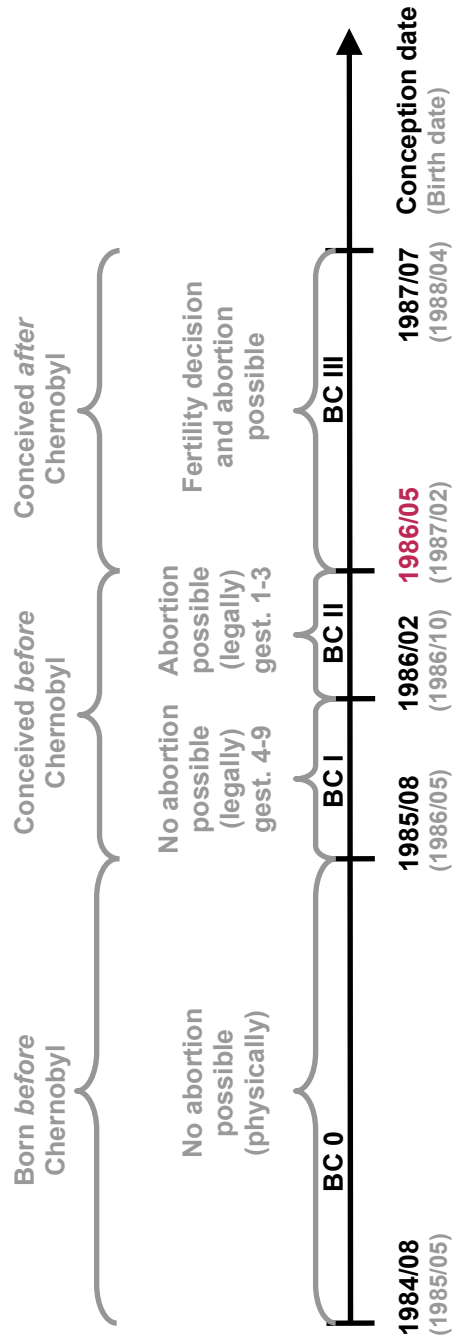 Born before
Chernobyl
Conceived before
Chernobyl
Conceived after
Chernobyl
No abortion
possible
(physically)
No abortion
possible
(legally)
gest. 4-9
Abortion
possible
(legally)
gest. 1-3
Fertility decision
and abortion
possible
BC 0
BC I
BC II
BC III
1984/08
(1985/05)
1985/08
(1986/05)
1986/02
(1986/10)
1986/05
(1987/02)
1987/07
(1988/04)
Conception date
(Birth date)